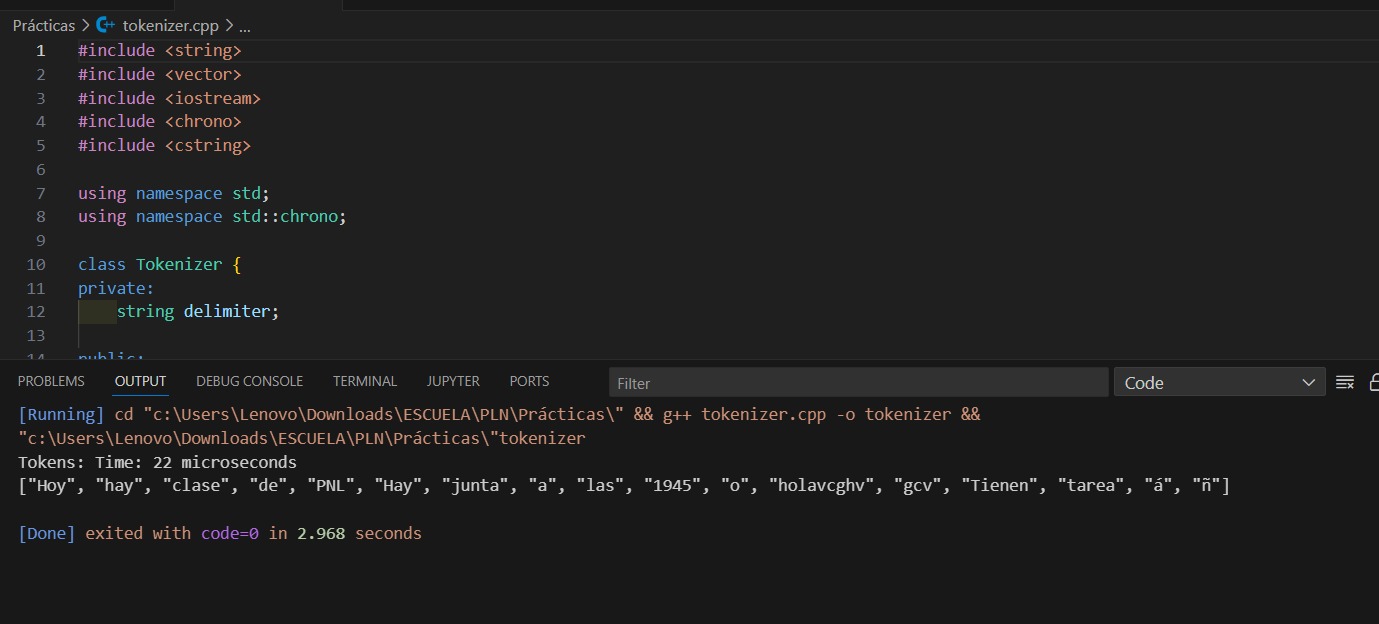 Prácticas > tokenizer.cpp > ...
1 #include <string>
2 #include <vector>
3 #include <iostream>
4 #include <chrono>
5 #include <cstring>
6
7 using namespace std;
8 using namespace std::chrono;
9
10 class Tokenizer {
11 private:
12 string delimiter;
13
14 public:
PROBLEMS OUTPUT DEBUG CONSOLE TERMINAL JUPYTER PORTS Filter Code
[Running] cd "c:\Users\Lenovo\Downloads\ESCUELA\PLN\Prácticas\" && g++ tokenizer.cpp -o tokenizer &&
"c:\Users\Lenovo\Downloads\ESCUELA\PLN\Prácticas\"tokenizer
Tokens: Time: 22 microseconds
["Hoy", "hay", "clase", "de", "PNL", "Hay", "junta", "a", "las", "1945", "o", "holavcghv", "gcv", "Tienen", "tarea", "á", "ñ"]
[Done] exited with code=0 in 2.968 seconds